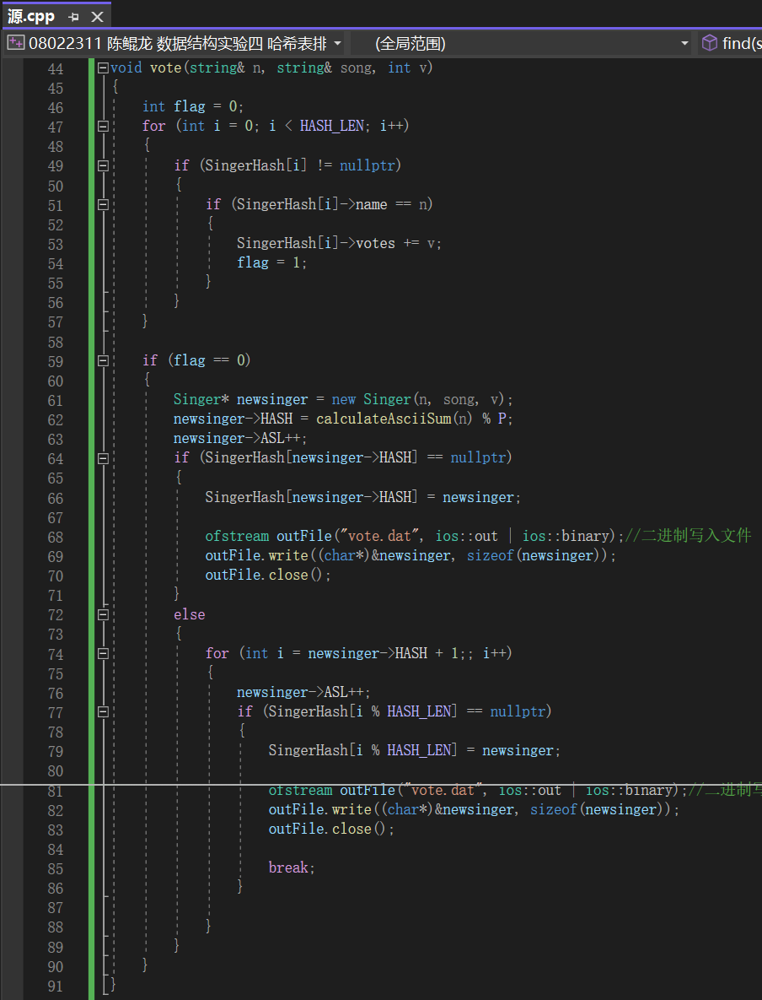 源.cpp
08022311 陈鲲龙 数据结构实验四 哈希表排 (全局范围) find(s
44 void vote(string& n, string& song, int v)
45 {
46 int flag = 0;
47 for (int i = 0; i < HASH_LEN; i++)
48 {
49 if (SingerHash[i] != nullptr)
50 {
51 if (SingerHash[i]->name == n)
52 {
53 SingerHash[i]->votes += v;
54 flag = 1;
55 }
56 }
57 }
58
59 if (flag == 0)
60 {
61 Singer* newsinger = new Singer(n, song, v);
62 newsinger->HASH = calculateAsciiSum(n) % P;
63 newsinger->ASL++;
64 if (SingerHash[newsinger->HASH] == nullptr)
65 {
66 SingerHash[newsinger->HASH] = newsinger;
67
68 ofstream outFile("vote.dat", ios::out | ios::binary);//二进制写入文件
69 outFile.write((char*)&newsinger, sizeof(newsinger));
70 outFile.close();
71 }
72 else
73 {
74 for (int i = newsinger->HASH + 1;; i++)
75 {
76 newsinger->ASL++;
77 if (SingerHash[i % HASH_LEN] == nullptr)
78 {
79 SingerHash[i % HASH_LEN] = newsinger;
80
81 ofstream outFile("vote.dat", ios::out | ios::binary);//二进制写
82 outFile.write((char*)&newsinger, sizeof(newsinger));
83 outFile.close();
84
85 break;
86 }
87
88 }
89 }
90 }
91 }